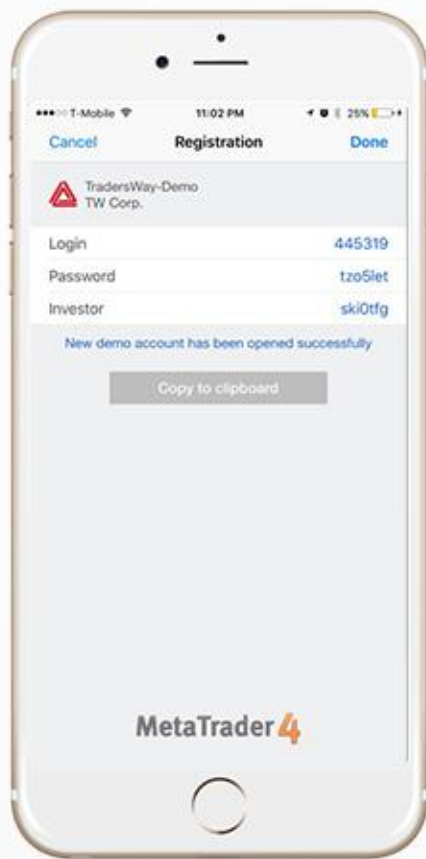 T-Mobile 11:02 PM 25%
Cancel Registration Done
TradersWay-Demo
TW Corp.
Login 445319
Password tzo5let
Investor ski0tfg
New demo account has been opened successfully
Copy to clipboard
MetaTrader 4